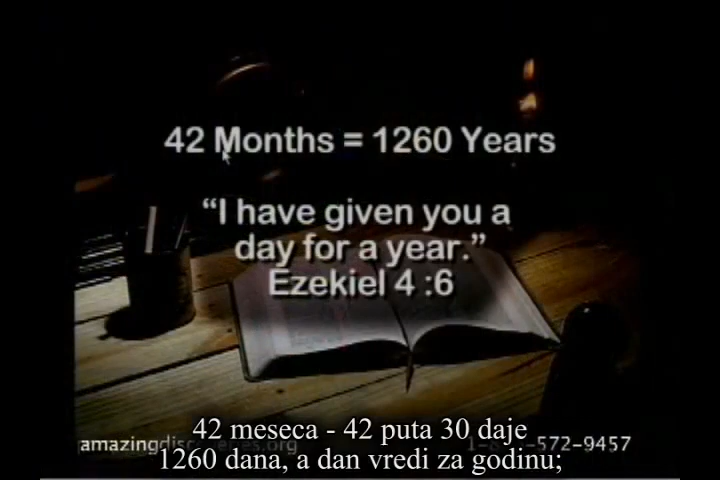 42 Months = 1260 Years
“I have given you a
day for a year.”
Ezekiel 4 :6
42 meseca - 42 puta 30 daje
1260 dana, a dan vredi za godinu;
-572-9457